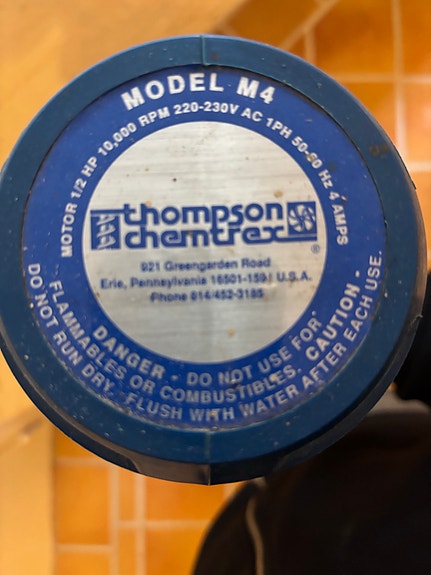 MODEL M4
MOTOR 1/2 HP 10,000 RPM 220-230V AC 1PH 50-60 Hz 4 AMPS
thompson
chemtrex
®
921 Greengarden Road
Erie, Pennsylvania 16501-1591 U.S.A.
Phone 814/452-3185
DANGER - DO NOT USE FOR
FLAMMABLES OR COMBUSTIBLES. CAUTION -
DO NOT RUN DRY. FLUSH WITH WATER AFTER EACH USE.